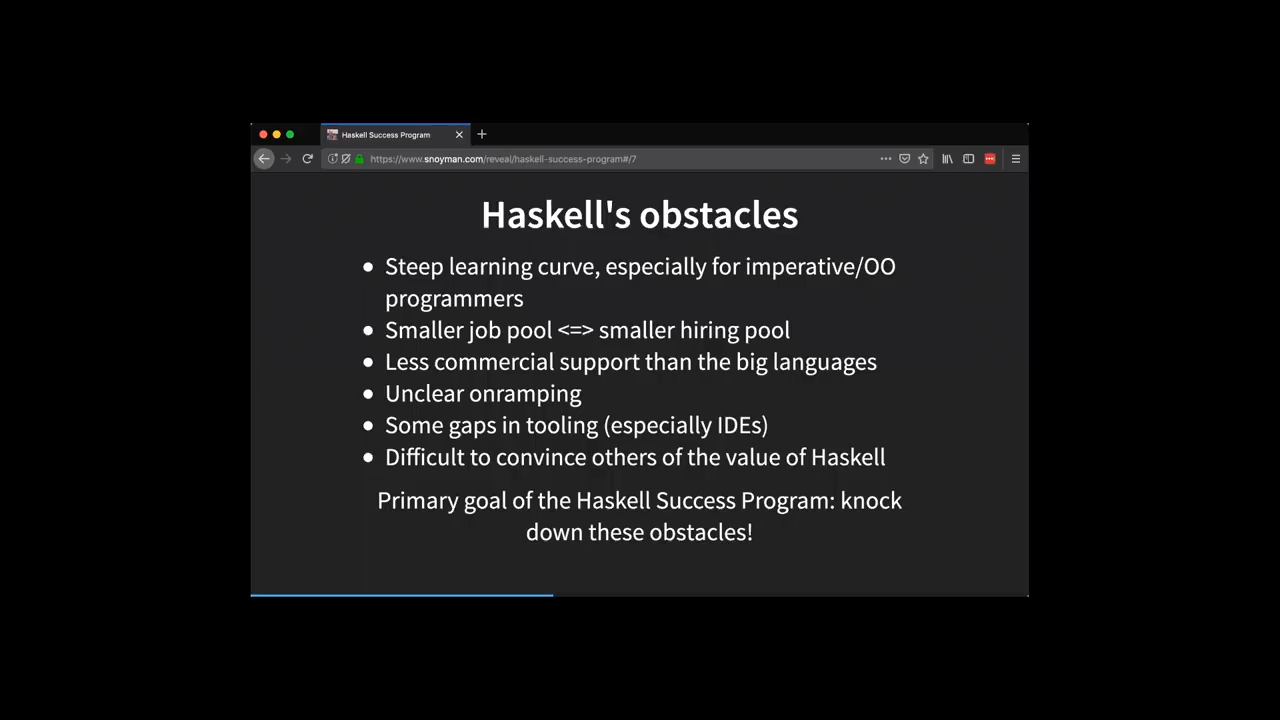 Haskell Success Program
https://www.snoyman.com/reveal/haskell-success-program#/7
Haskell's obstacles
• Steep learning curve, especially for imperative/OO
programmers
• Smaller job pool <=> smaller hiring pool
• Less commercial support than the big languages
• Unclear onramping
• Some gaps in tooling (especially IDEs)
• Difficult to convince others of the value of Haskell
Primary goal of the Haskell Success Program: knock
down these obstacles!